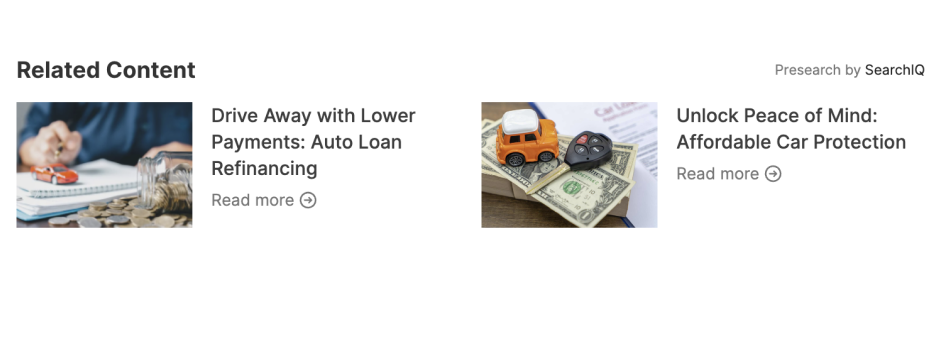 Related Content
Presearch by SearchIQ
Drive Away with Lower
Payments: Auto Loan
Refinancing
Read more
Unlock Peace of Mind:
Affordable Car Protection
Read more